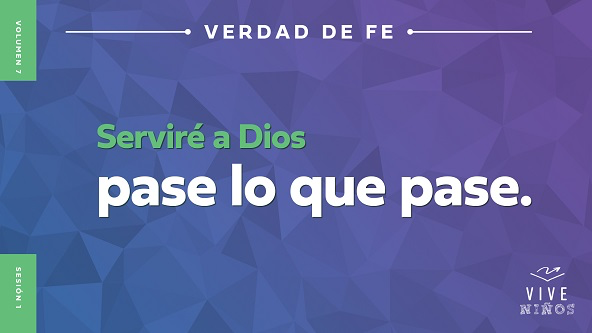 VOLUMEN 7
VERDAD DE FE
Serviré a Dios
pase lo que pase.
SESIÓN 1
VIVE
NIÑOS